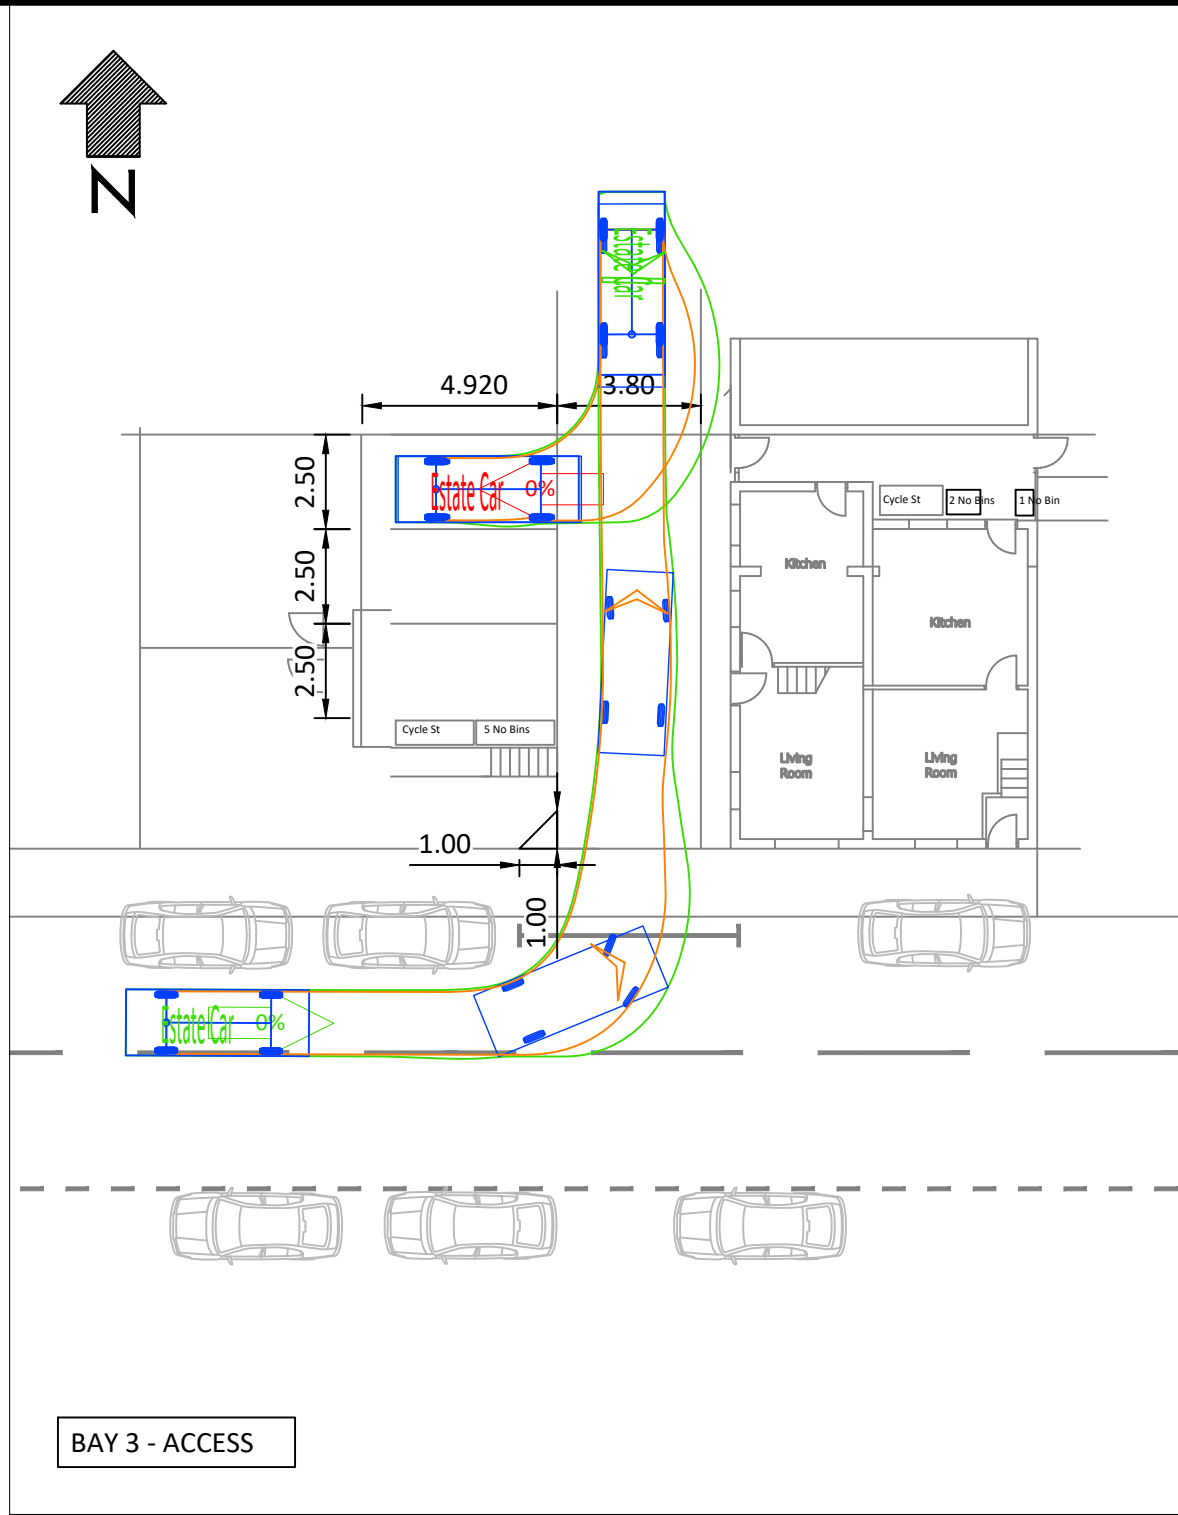 N
Estate Car
4.920
3.80
2.50
Estate Car
0%
Cycle St
2 No Bins
1 No Bin
2.50
Kitchen
Kitchen
2.50
Cycle St
5 No Bins
Living
Room
Living
Room
1.00
1.00
Estate Car
0%
BAY 3 - ACCESS